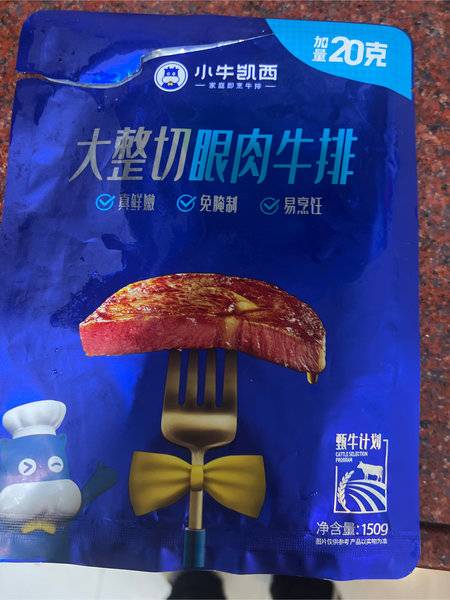 加量20克
小牛凯西
家庭即烹牛排
大整切眼肉牛排
真鲜嫩 免腌制 易烹饪
甄牛计划
CATTLE SELECTION
PROGRAM
净含量:150g
图片仅供参考 产品以实物为准